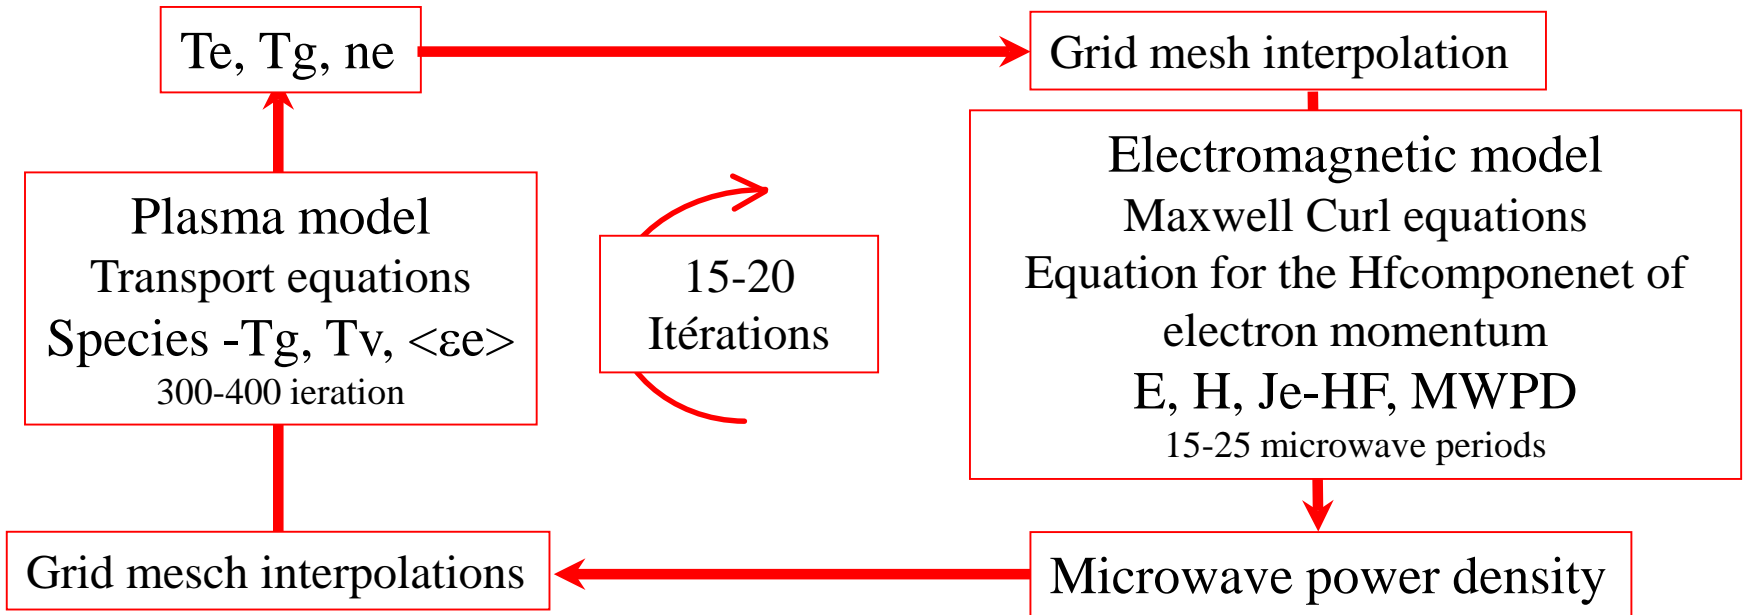 Te, Tg, ne
Grid mesh interpolation
Electromagnetic model
Maxwell Curl equations
Equation for the Hfcomponenet of
electron momentum
E, H, Je-HF, MWPD
15-25 microwave periods
Plasma model
Transport equations
Species -Tg, Tv, <εe>
300-400 ieration
15-20
Itérations
Grid mesch interpolations
Microwave power density